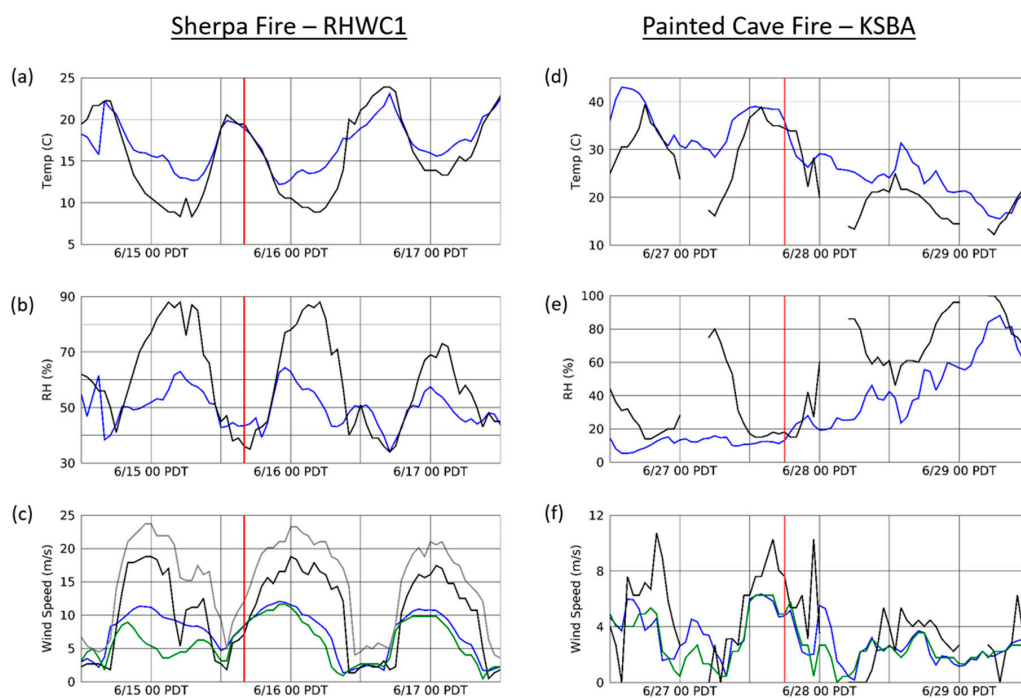 Sherpa Fire – RHWC1
Painted Cave Fire – KSBA
(a)
Temp (C)
25
20
15
10
5
6/15 00 PDT 6/16 00 PDT 6/17 00 PDT
(b)
RH (%)
90
70
50
30
6/15 00 PDT 6/16 00 PDT 6/17 00 PDT
(c)
Wind Speed (m/s)
25
20
15
10
5
0
6/15 00 PDT 6/16 00 PDT 6/17 00 PDT
(d)
Temp (C)
40
30
20
10
6/27 00 PDT 6/28 00 PDT 6/29 00 PDT
(e)
RH (%)
100
80
60
40
20
0
6/27 00 PDT 6/28 00 PDT 6/29 00 PDT
(f)
Wind Speed (m/s)
12
8
4
0
6/27 00 PDT 6/28 00 PDT 6/29 00 PDT